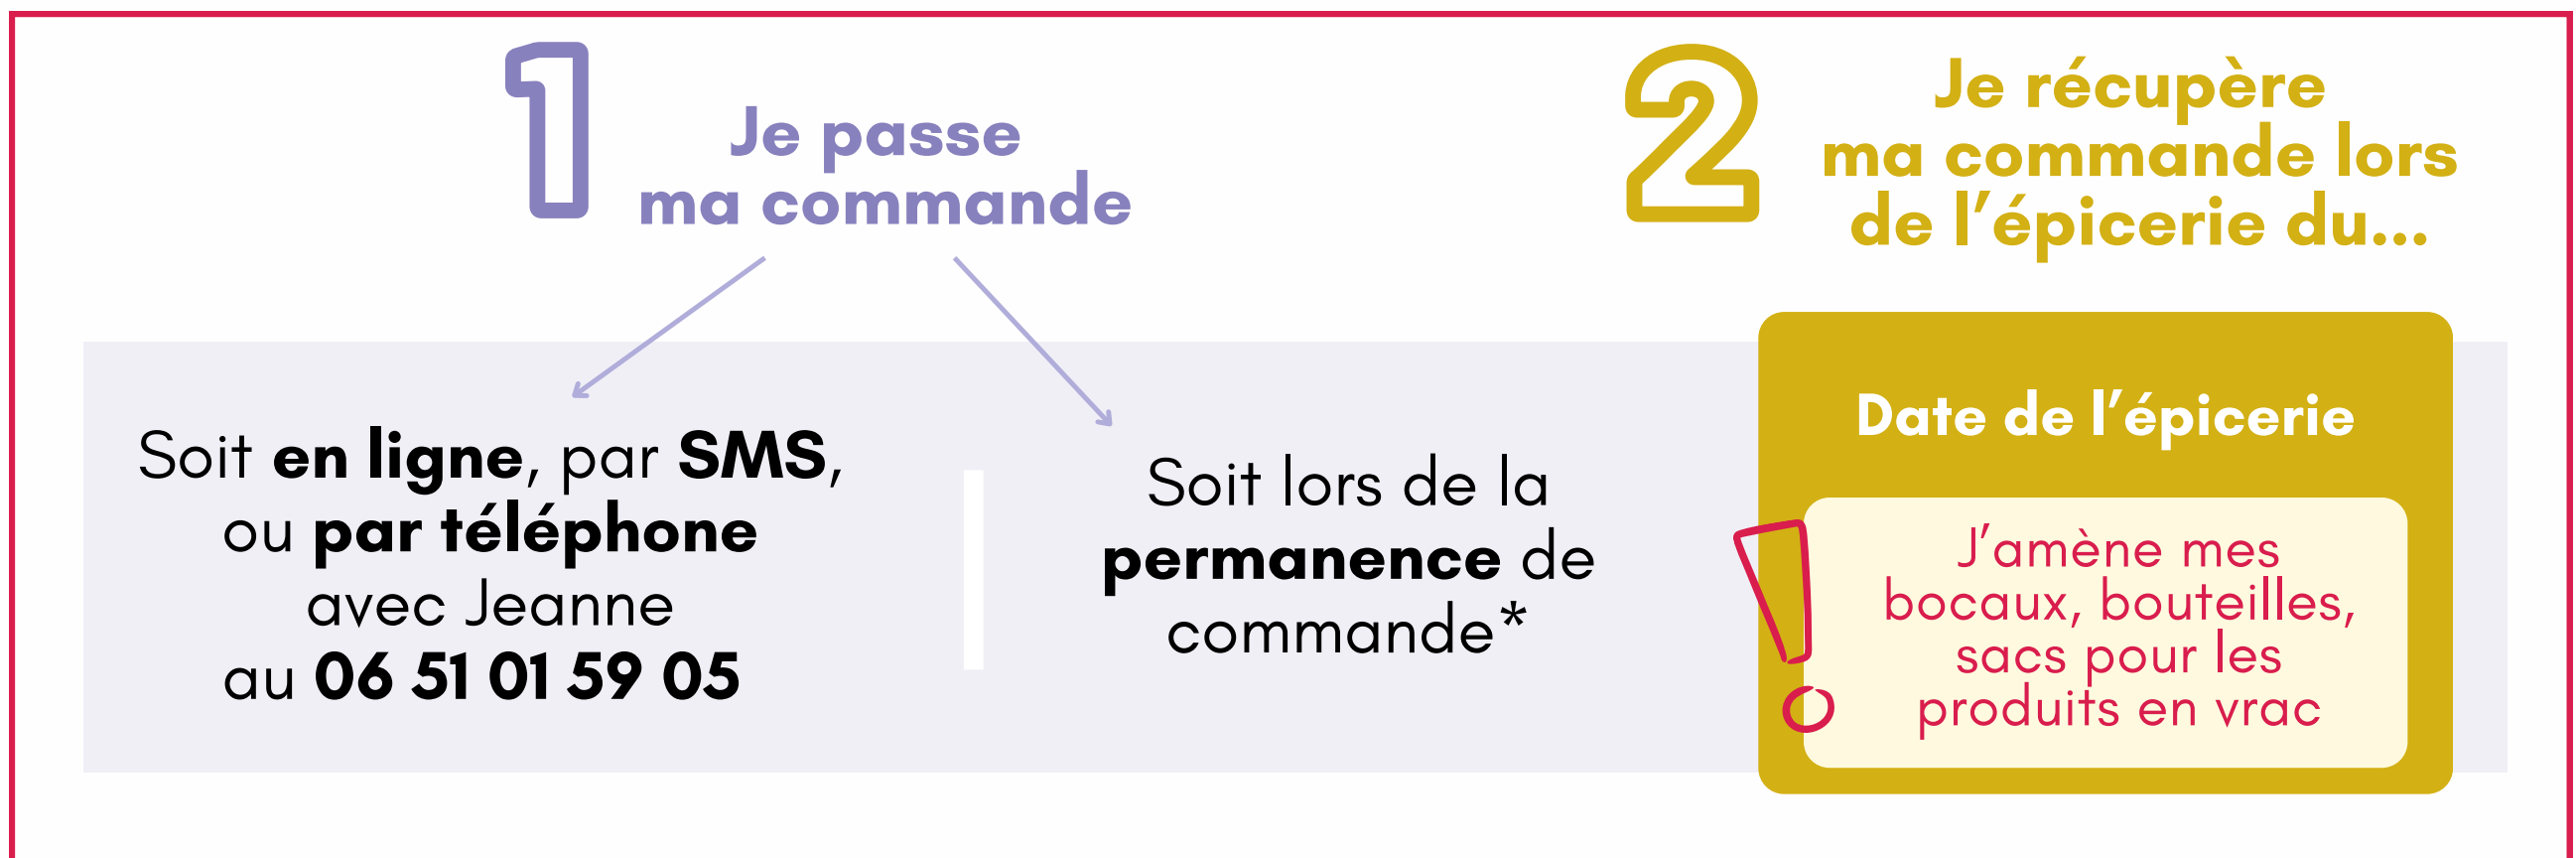 1
Je passe
ma commande
Soit en ligne, par SMS,
ou par téléphone
avec Jeanne
au 06 51 01 59 05
Soit lors de la
permanence de
commande*
2
Je récupère
ma commande lors
de l’épicerie du...
Date de l’épicerie
!
J’amène mes
bocaux, bouteilles,
sacs pour les
produits en vrac